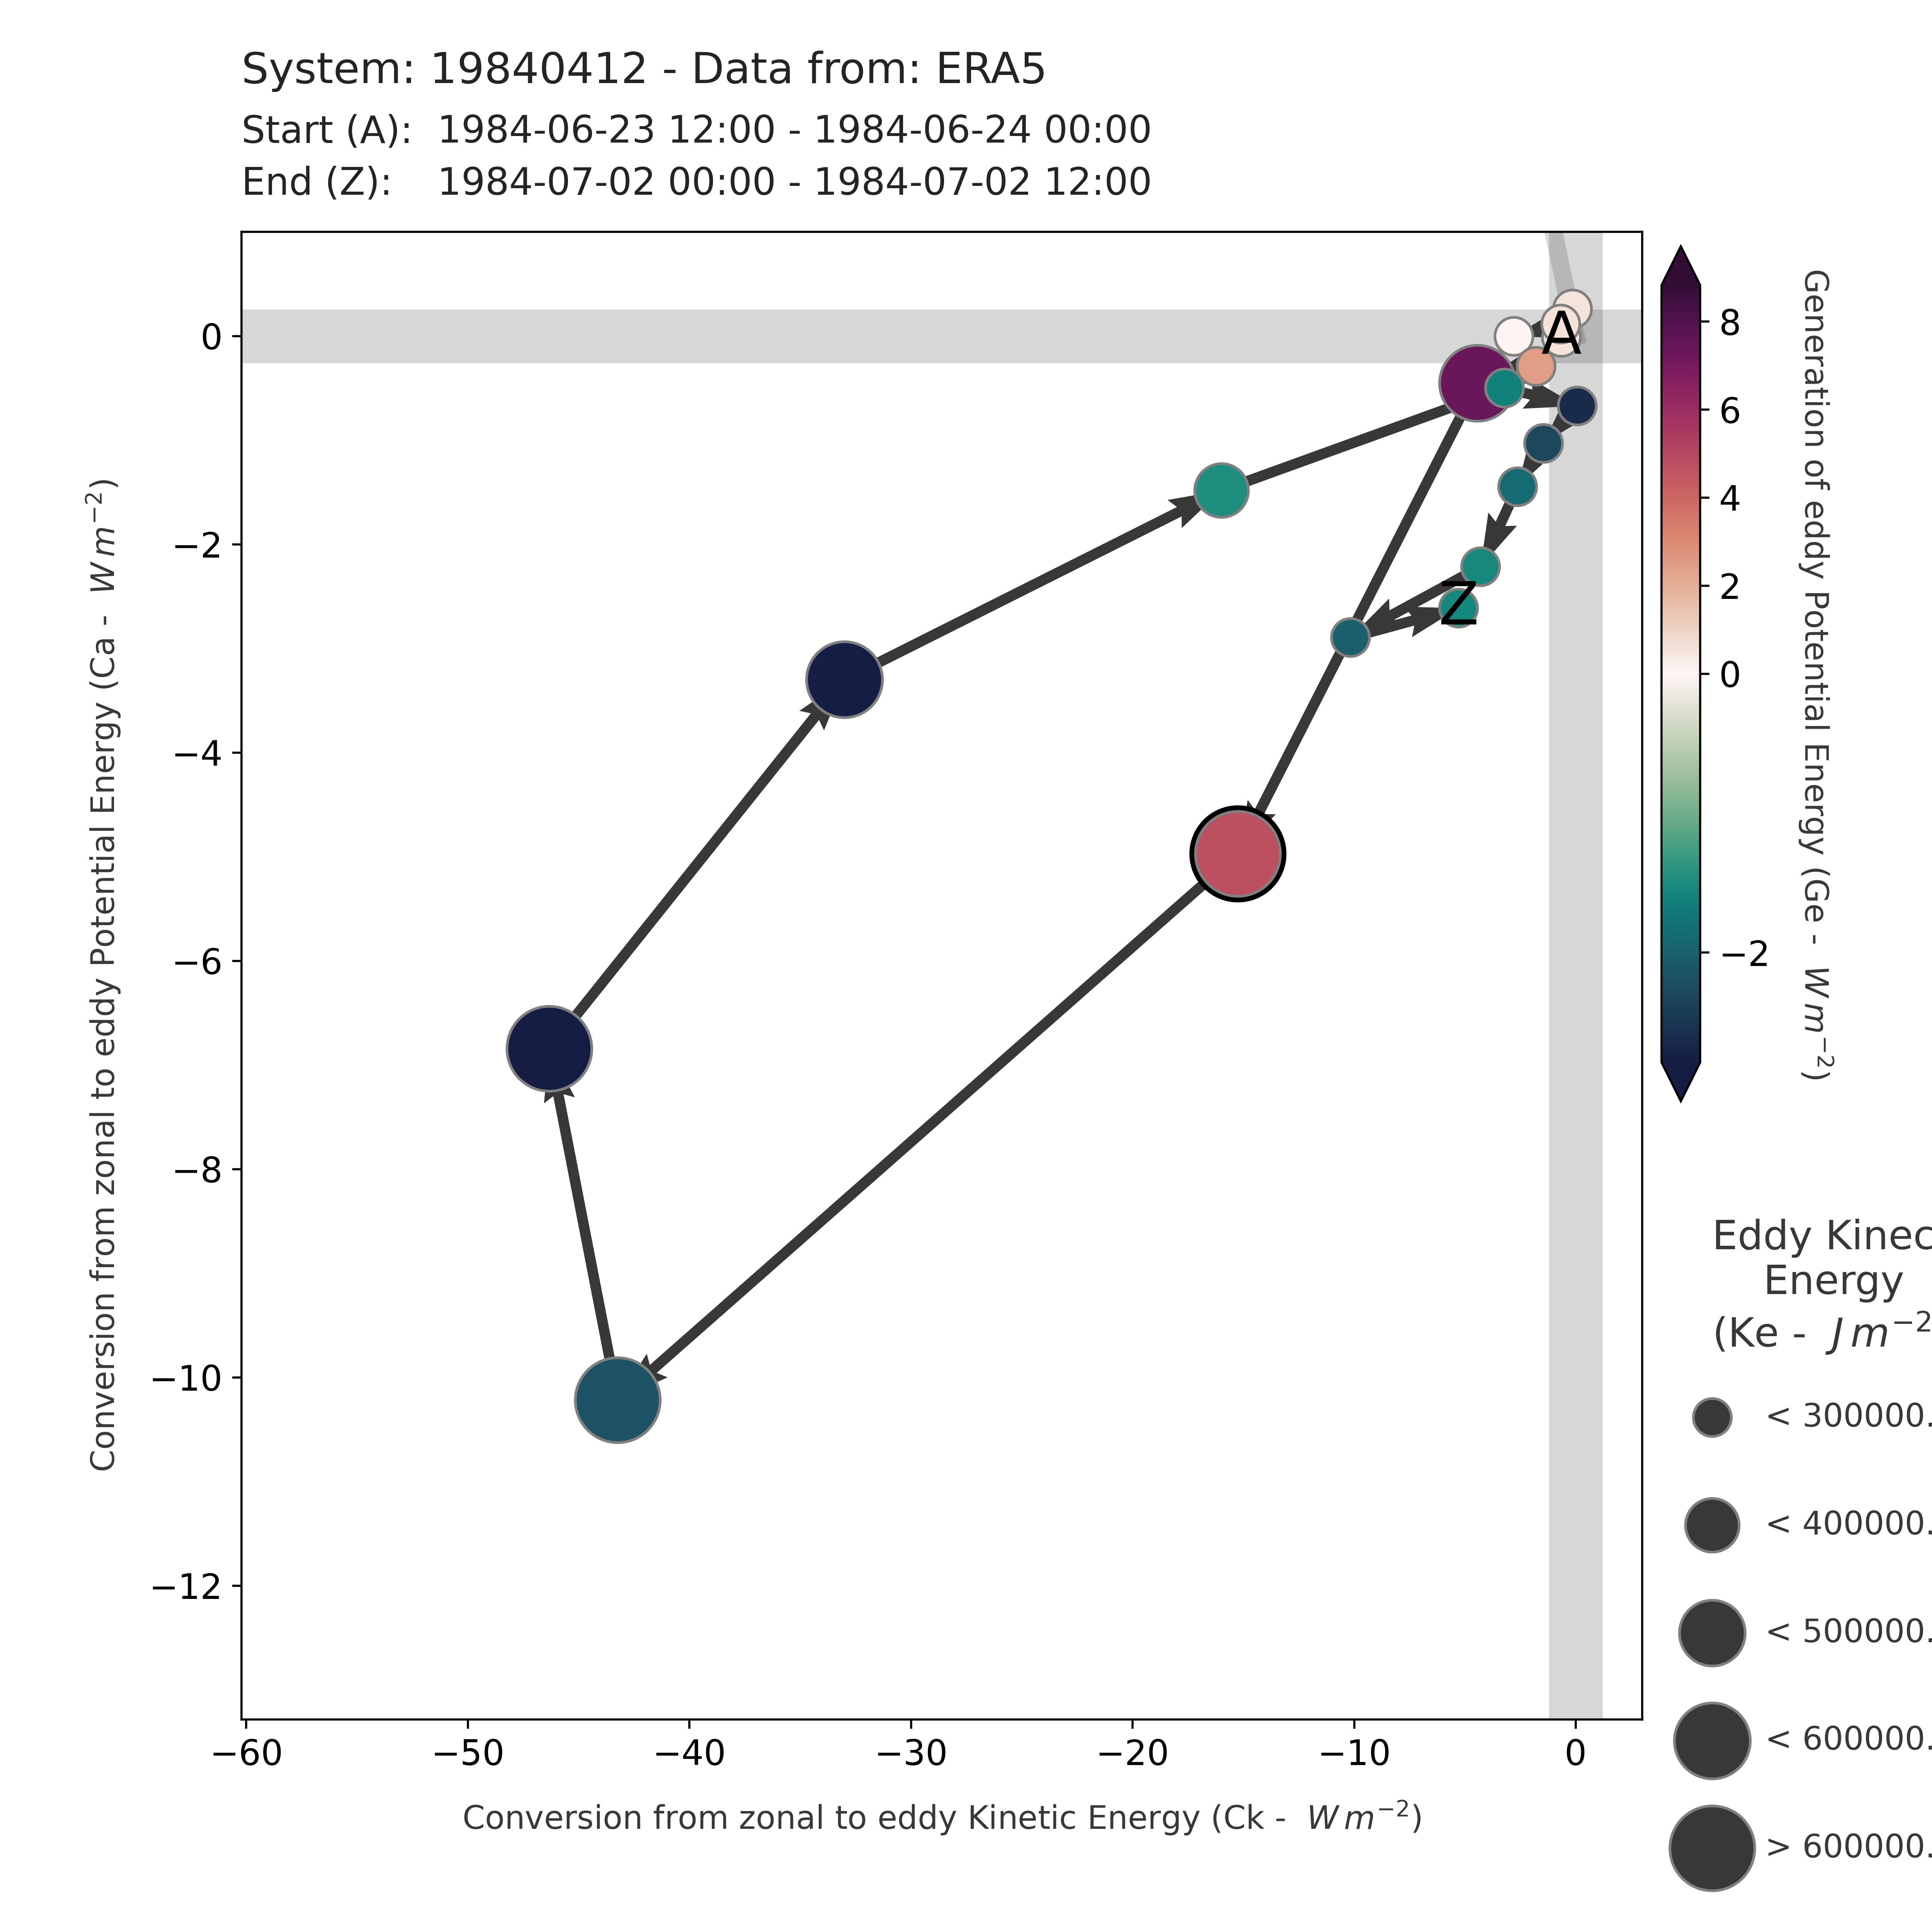 System: 19840412 - Data from: ERA5
Start (A): 1984-06-23 12:00 - 1984-06-24 00:00
End (Z): 1984-07-02 00:00 - 1984-07-02 12:00
Conversion from zonal to eddy Potential Energy (Ca - W m⁻²)
0
−2
−4
−6
−8
−10
−12
A
Z
−60
−50
−40
−30
−20
−10
0
Conversion from zonal to eddy Kinetic Energy (Ck - W m⁻²)
8
6
4
2
0
−2
Generation of eddy Potential Energy (Ge - W m⁻²)
Eddy Kinec
Energy
(Ke - J m⁻²
< 300000.
< 400000.
< 500000.
< 600000.
> 600000.